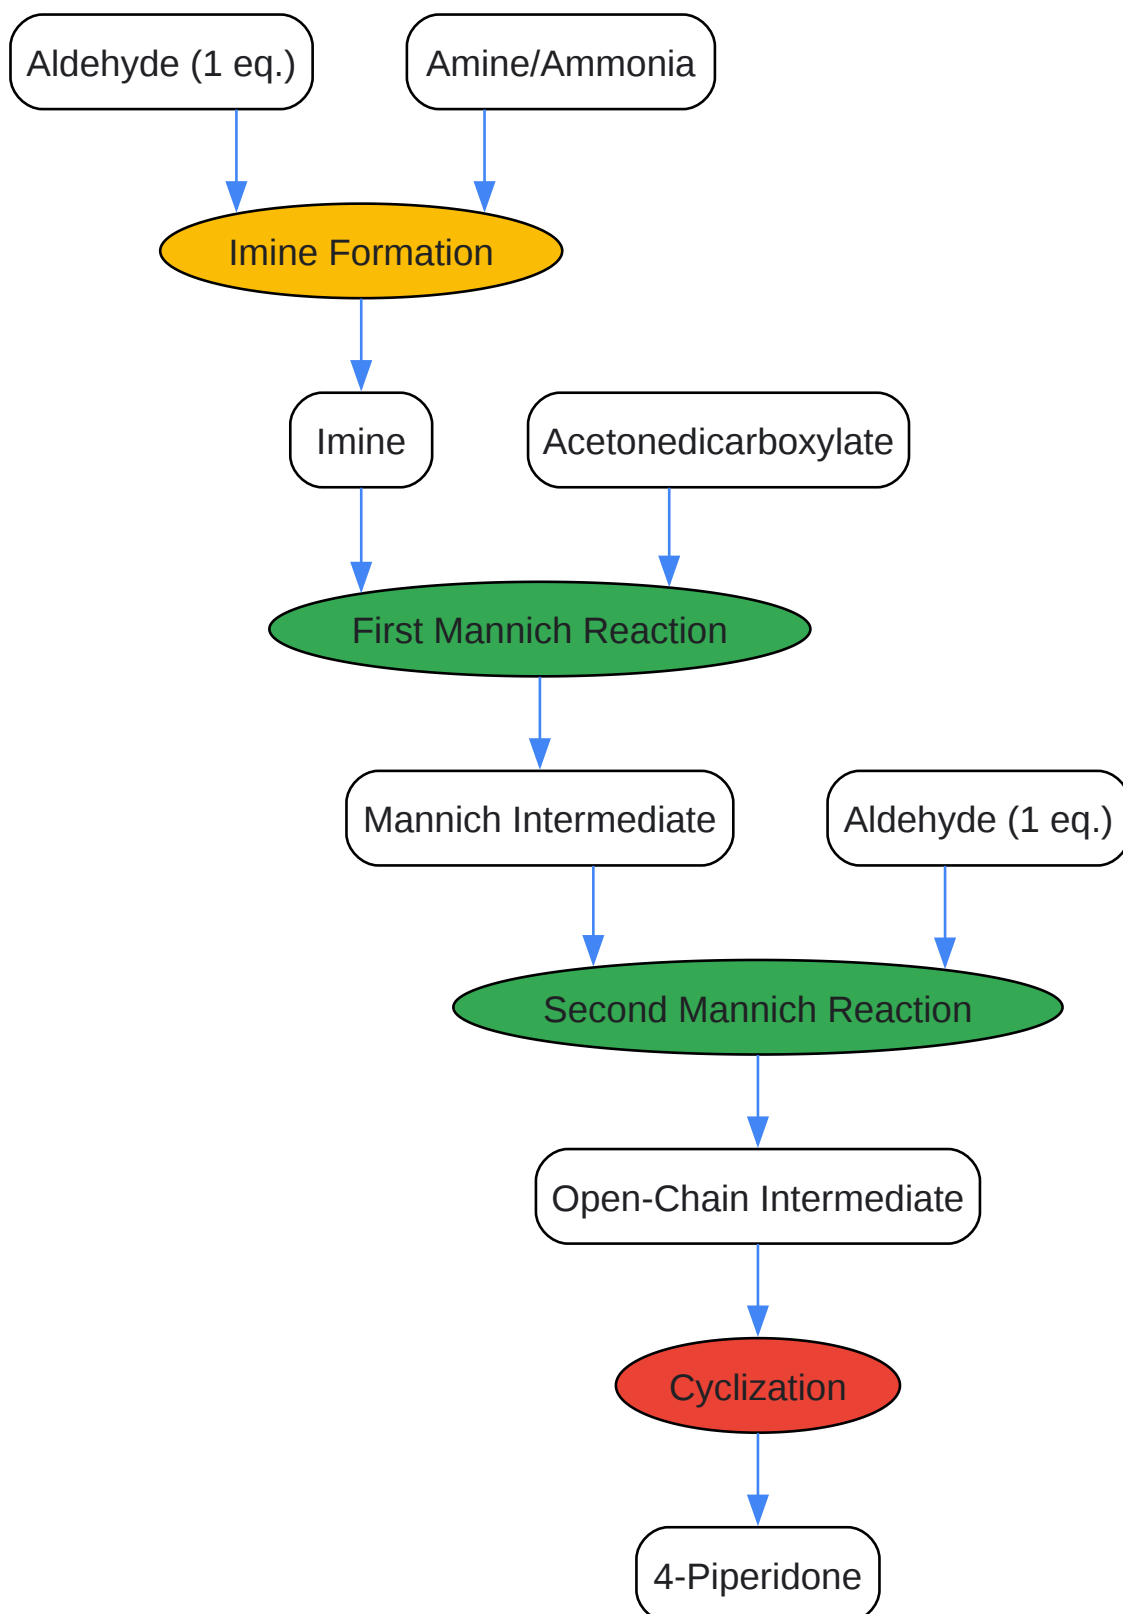 Aldehyde (1 eq.)
Amine/Ammonia
Imine Formation
Imine
Acetonedicarboxylate
First Mannich Reaction
Mannich Intermediate
Aldehyde (1 eq.)
Second Mannich Reaction
Open-Chain Intermediate
Cyclization
4-Piperidone